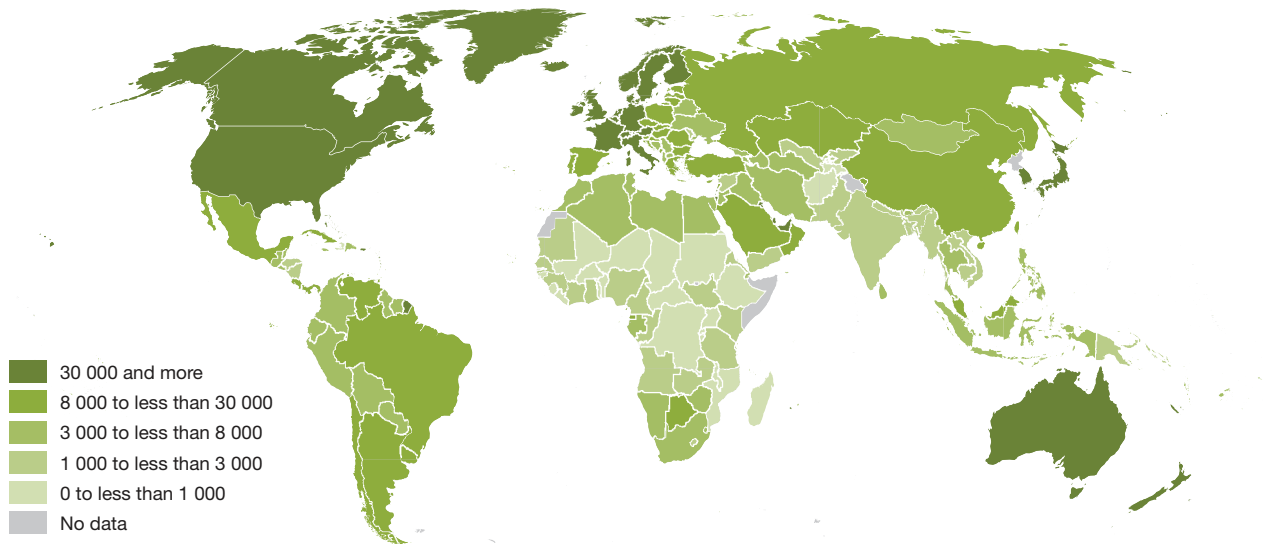 30 000 and more
8 000 to less than 30 000
3 000 to less than 8 000
1 000 to less than 3 000
0 to less than 1 000
No data